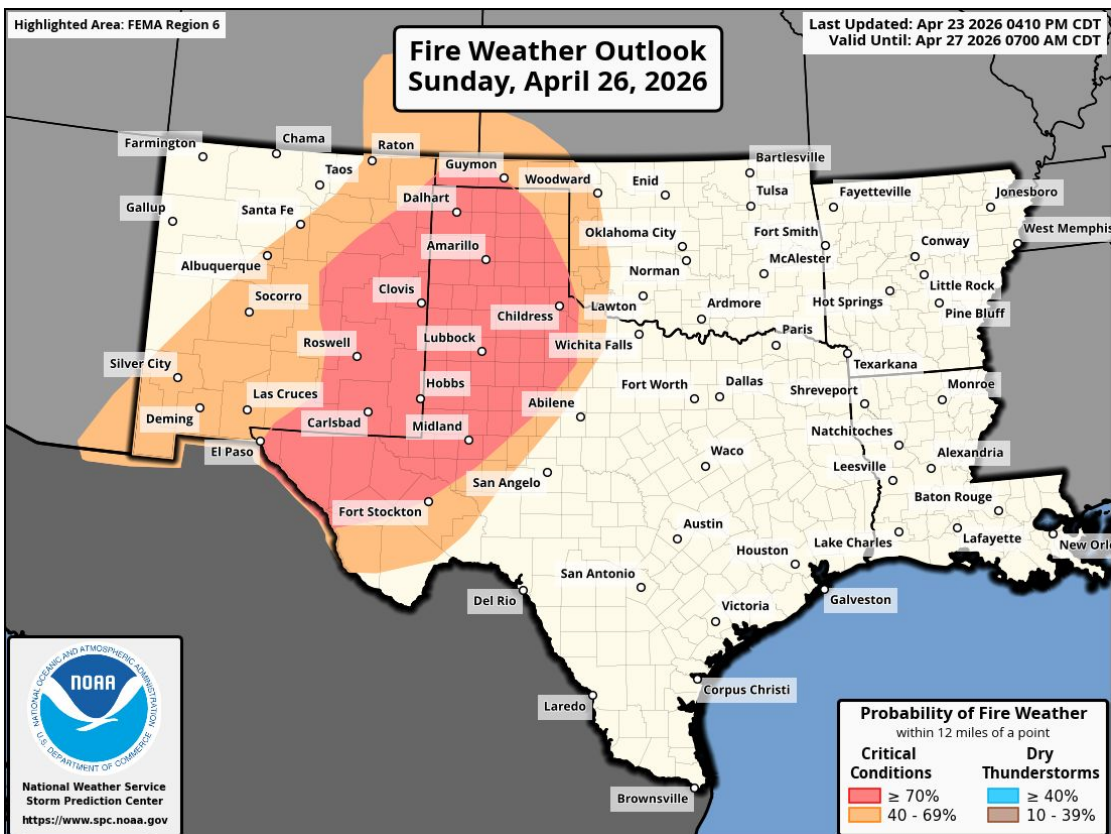 Highlighted Area: FEMA Region 6
Last Updated: Apr 23 2026 0410 PM CDT
Valid Until: Apr 27 2026 0700 AM CDT
Fire Weather Outlook
Sunday, April 26, 2026
Farmington
Chama
Raton
Taos
Guymon
Woodward
Enid
Bartlesville
Tulsa
Fayetteville
Jonesboro
Gallup
Santa Fe
Dalhart
Oklahoma City
Fort Smith
West Memphis
Albuquerque
Amarillo
Norman
McAlester
Conway
Little Rock
Socorro
Clovis
Childress
Lawton
Ardmore
Hot Springs
Pine Bluff
Roswell
Lubbock
Wichita Falls
Paris
Texarkana
Silver City
Las Cruces
Hobbs
Abilene
Fort Worth
Dallas
Shreveport
Monroe
Deming
Carlsbad
Midland
Natchitoches
El Paso
San Angelo
Waco
Leesville
Alexandria
Fort Stockton
Baton Rouge
Austin
Lake Charles
Lafayette
New Orl
Houston
San Antonio
Del Rio
Victoria
Galveston
Laredo
Corpus Christi
Brownsville
NATIONAL OCEANIC AND ATMOSPHERIC ADMINISTRATION
NOAA
U.S. DEPARTMENT OF COMMERCE
National Weather Service
Storm Prediction Center
https://www.spc.noaa.gov
Probability of Fire Weather
within 12 miles of a point
Critical Conditions
≥ 70%
40 - 69%
Dry Thunderstorms
≥ 40%
10 - 39%